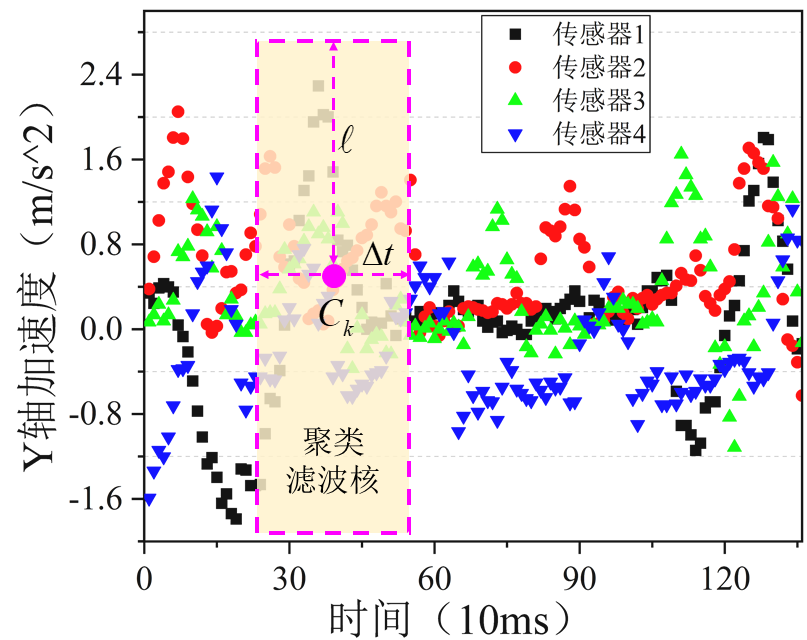 传感器1
传感器2
传感器3
传感器4
2.4
1.6
0.8
0.0
-0.8
-1.6
Y轴加速度（m/s^2）
ℓ
Δt
Cₖ
聚类
滤波核
0 30 60 90 120
时间（10ms）